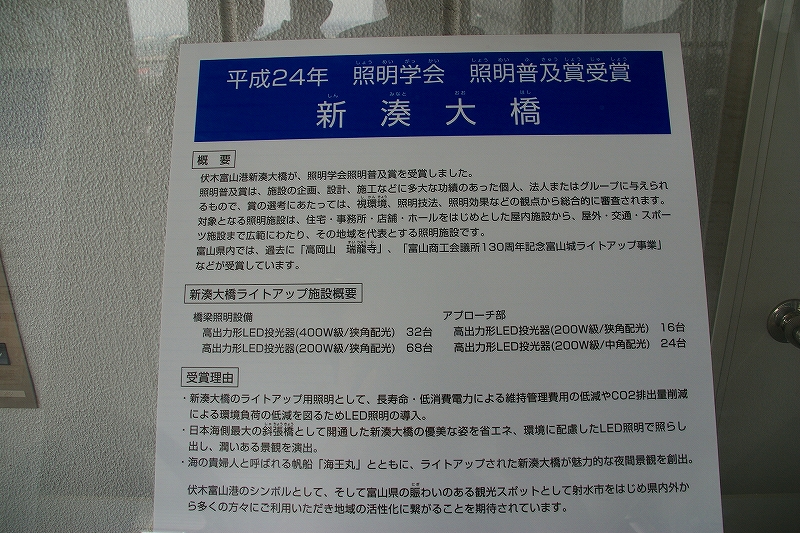 平成24年 照明学会 照明普及賞受賞
新湊大橋
概要
伏木富山港新湊大橋が、照明学会照明普及賞を受賞しました。
照明普及賞は、施設の企画、設計、施工などに多大な功績のあった個人、法人またはグループに与えられ
るもので、賞の選考にあたっては、視環境、照明技法、照明効果などの観点から総合的に審査されます。
対象となる照明施設は、住宅・事務所・店舗・ホールをはじめとした屋内施設から、屋外・交通・スポー
ツ施設まで広範にわたり、その地域を代表とする照明施設です。
富山県内では、過去に「高岡山 瑞龍寺」、「富山商工会議所130周年記念富山城ライトアップ事業」
などが受賞しています。
新湊大橋ライトアップ施設概要
橋梁照明設備
高出力形LED投光器(400W級/狭角配光) 32台
高出力形LED投光器(200W級/狭角配光) 68台
アプローチ部
高出力形LED投光器(200W級/狭角配光) 16台
高出力形LED投光器(200W級/中角配光) 24台
受賞理由
・新湊大橋のライトアップ用照明として、長寿命・低消費電力による維持管理費用の低減やCO2排出量削減
による環境負荷の低減を図るためLED照明の導入。
・日本海側最大の斜張橋として開通した新湊大橋の優美な姿を省エネ、環境に配慮したLED照明で照らし
出し、潤いある景観を演出。
・海の貴婦人と呼ばれる帆船「海王丸」とともに、ライトアップされた新湊大橋が魅力的な夜間景観を創出。
伏木富山港のシンボルとして、そして富山県の賑わいのある観光スポットとして射水市をはじめ県内外か
ら多くの方々にご利用いただき地域の活性化に繋がることを期待されています。